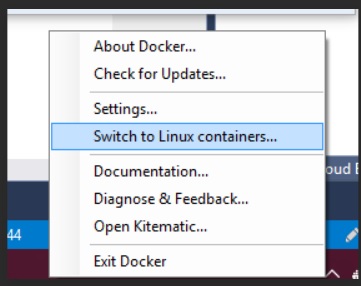 About Docker...
Check for Updates...
Settings...
Switch to Linux containers...
Documentation...
oud
Diagnose & Feedback...
Open Kitematic...
44
Exit Docker